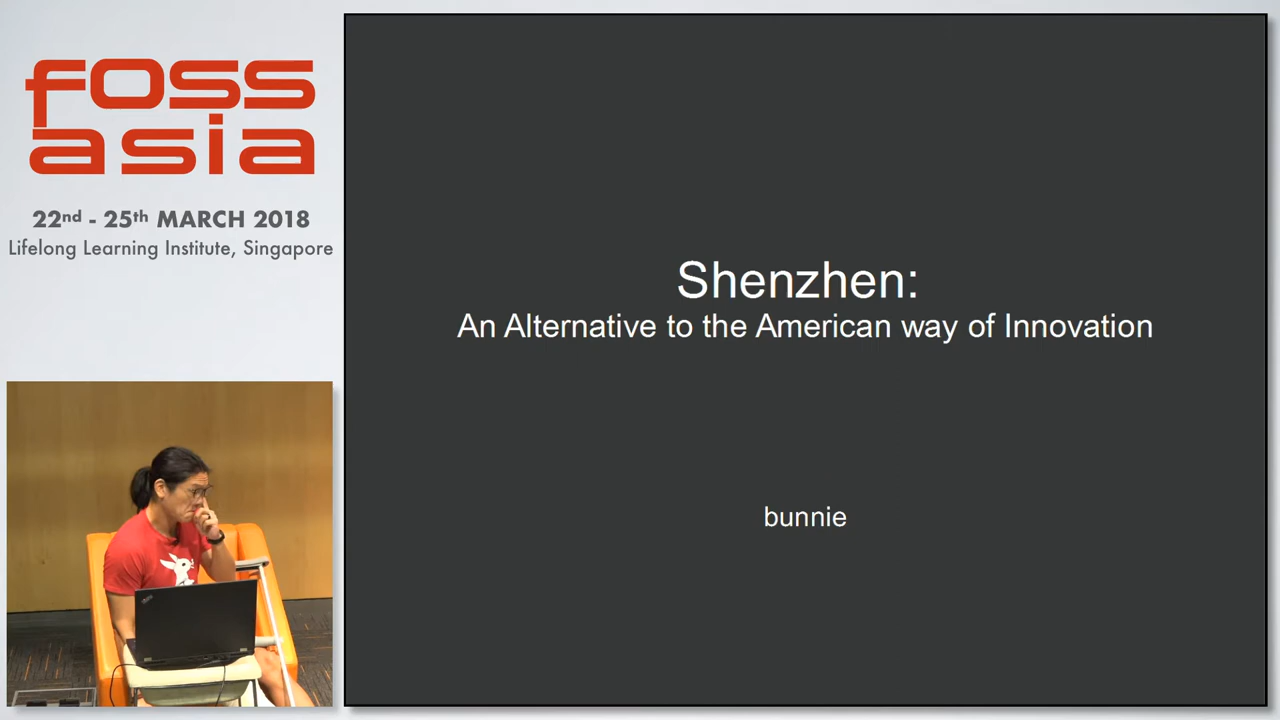 foss
asia
22nd - 25th MARCH 2018
Lifelong Learning Institute, Singapore
Shenzhen:
An Alternative to the American way of Innovation
bunnie